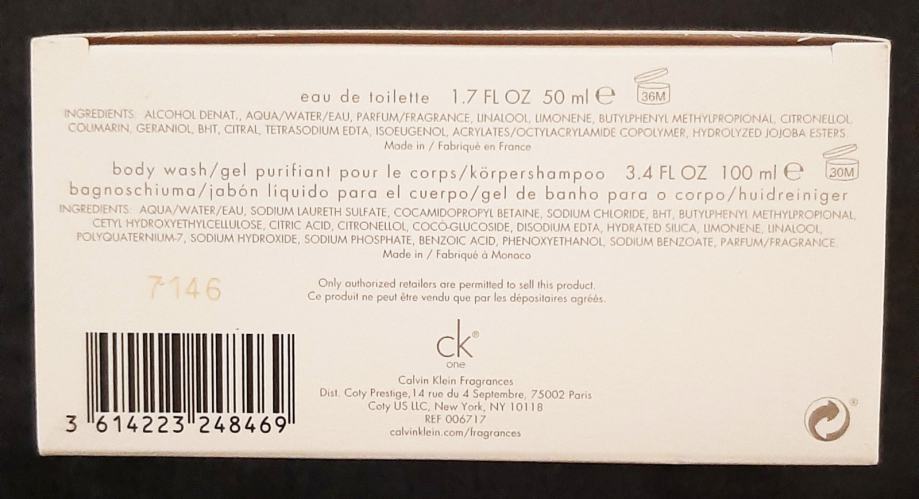 eau de toilette 1.7 FL OZ 50 ml ℮ 36M
INGREDIENTS: ALCOHOL DENAT., AQUA/WATER/EAU, PARFUM/FRAGRANCE, LINALOOL, LIMONENE, BUTYLPHENYL METHYLPROPIONAL, CITRONELLOL,
COUMARIN, GERANIOL, BHT, CITRAL, TETRASODIUM EDTA, ISOEUGENOL, ACRYLATES/OCTYLACRYLAMIDE COPOLYMER, HYDROLYZED JOJOBA ESTERS.
Made in / Fabriqué en France
body wash/gel purifiant pour le corps/körpershampoo 3.4 FL OZ 100 ml ℮ 30M
bagnoschiuma/jabón líquido para el cuerpo/gel de banho para o corpo/huidreiniger
INGREDIENTS: AQUA/WATER/EAU, SODIUM LAURETH SULFATE, COCAMIDOPROPYL BETAINE, SODIUM CHLORIDE, BHT, BUTYLPHENYL METHYLPROPIONAL,
CETYL HYDROXYETHYLCELLULOSE, CITRIC ACID, CITRONELLOL, COCO-GLUCOSIDE, DISODIUM EDTA, HYDRATED SILICA, LIMONENE, LINALOOL,
POLYQUATERNIUM-7, SODIUM HYDROXIDE, SODIUM PHOSPHATE, BENZOIC ACID, PHENOXYETHANOL, SODIUM BENZOATE, PARFUM/FRAGRANCE.
Made in / Fabriqué à Monaco
7146
Only authorized retailers are permitted to sell this product.
Ce produit ne peut être vendu que par les dépositaires agréés.
ck®
one
Calvin Klein Fragrances
Dist. Coty Prestige, 14 rue du 4 Septembre, 75002 Paris
Coty US LLC, New York, NY 10118
REF 006717
calvinklein.com/fragrances
3 614223 248469
®